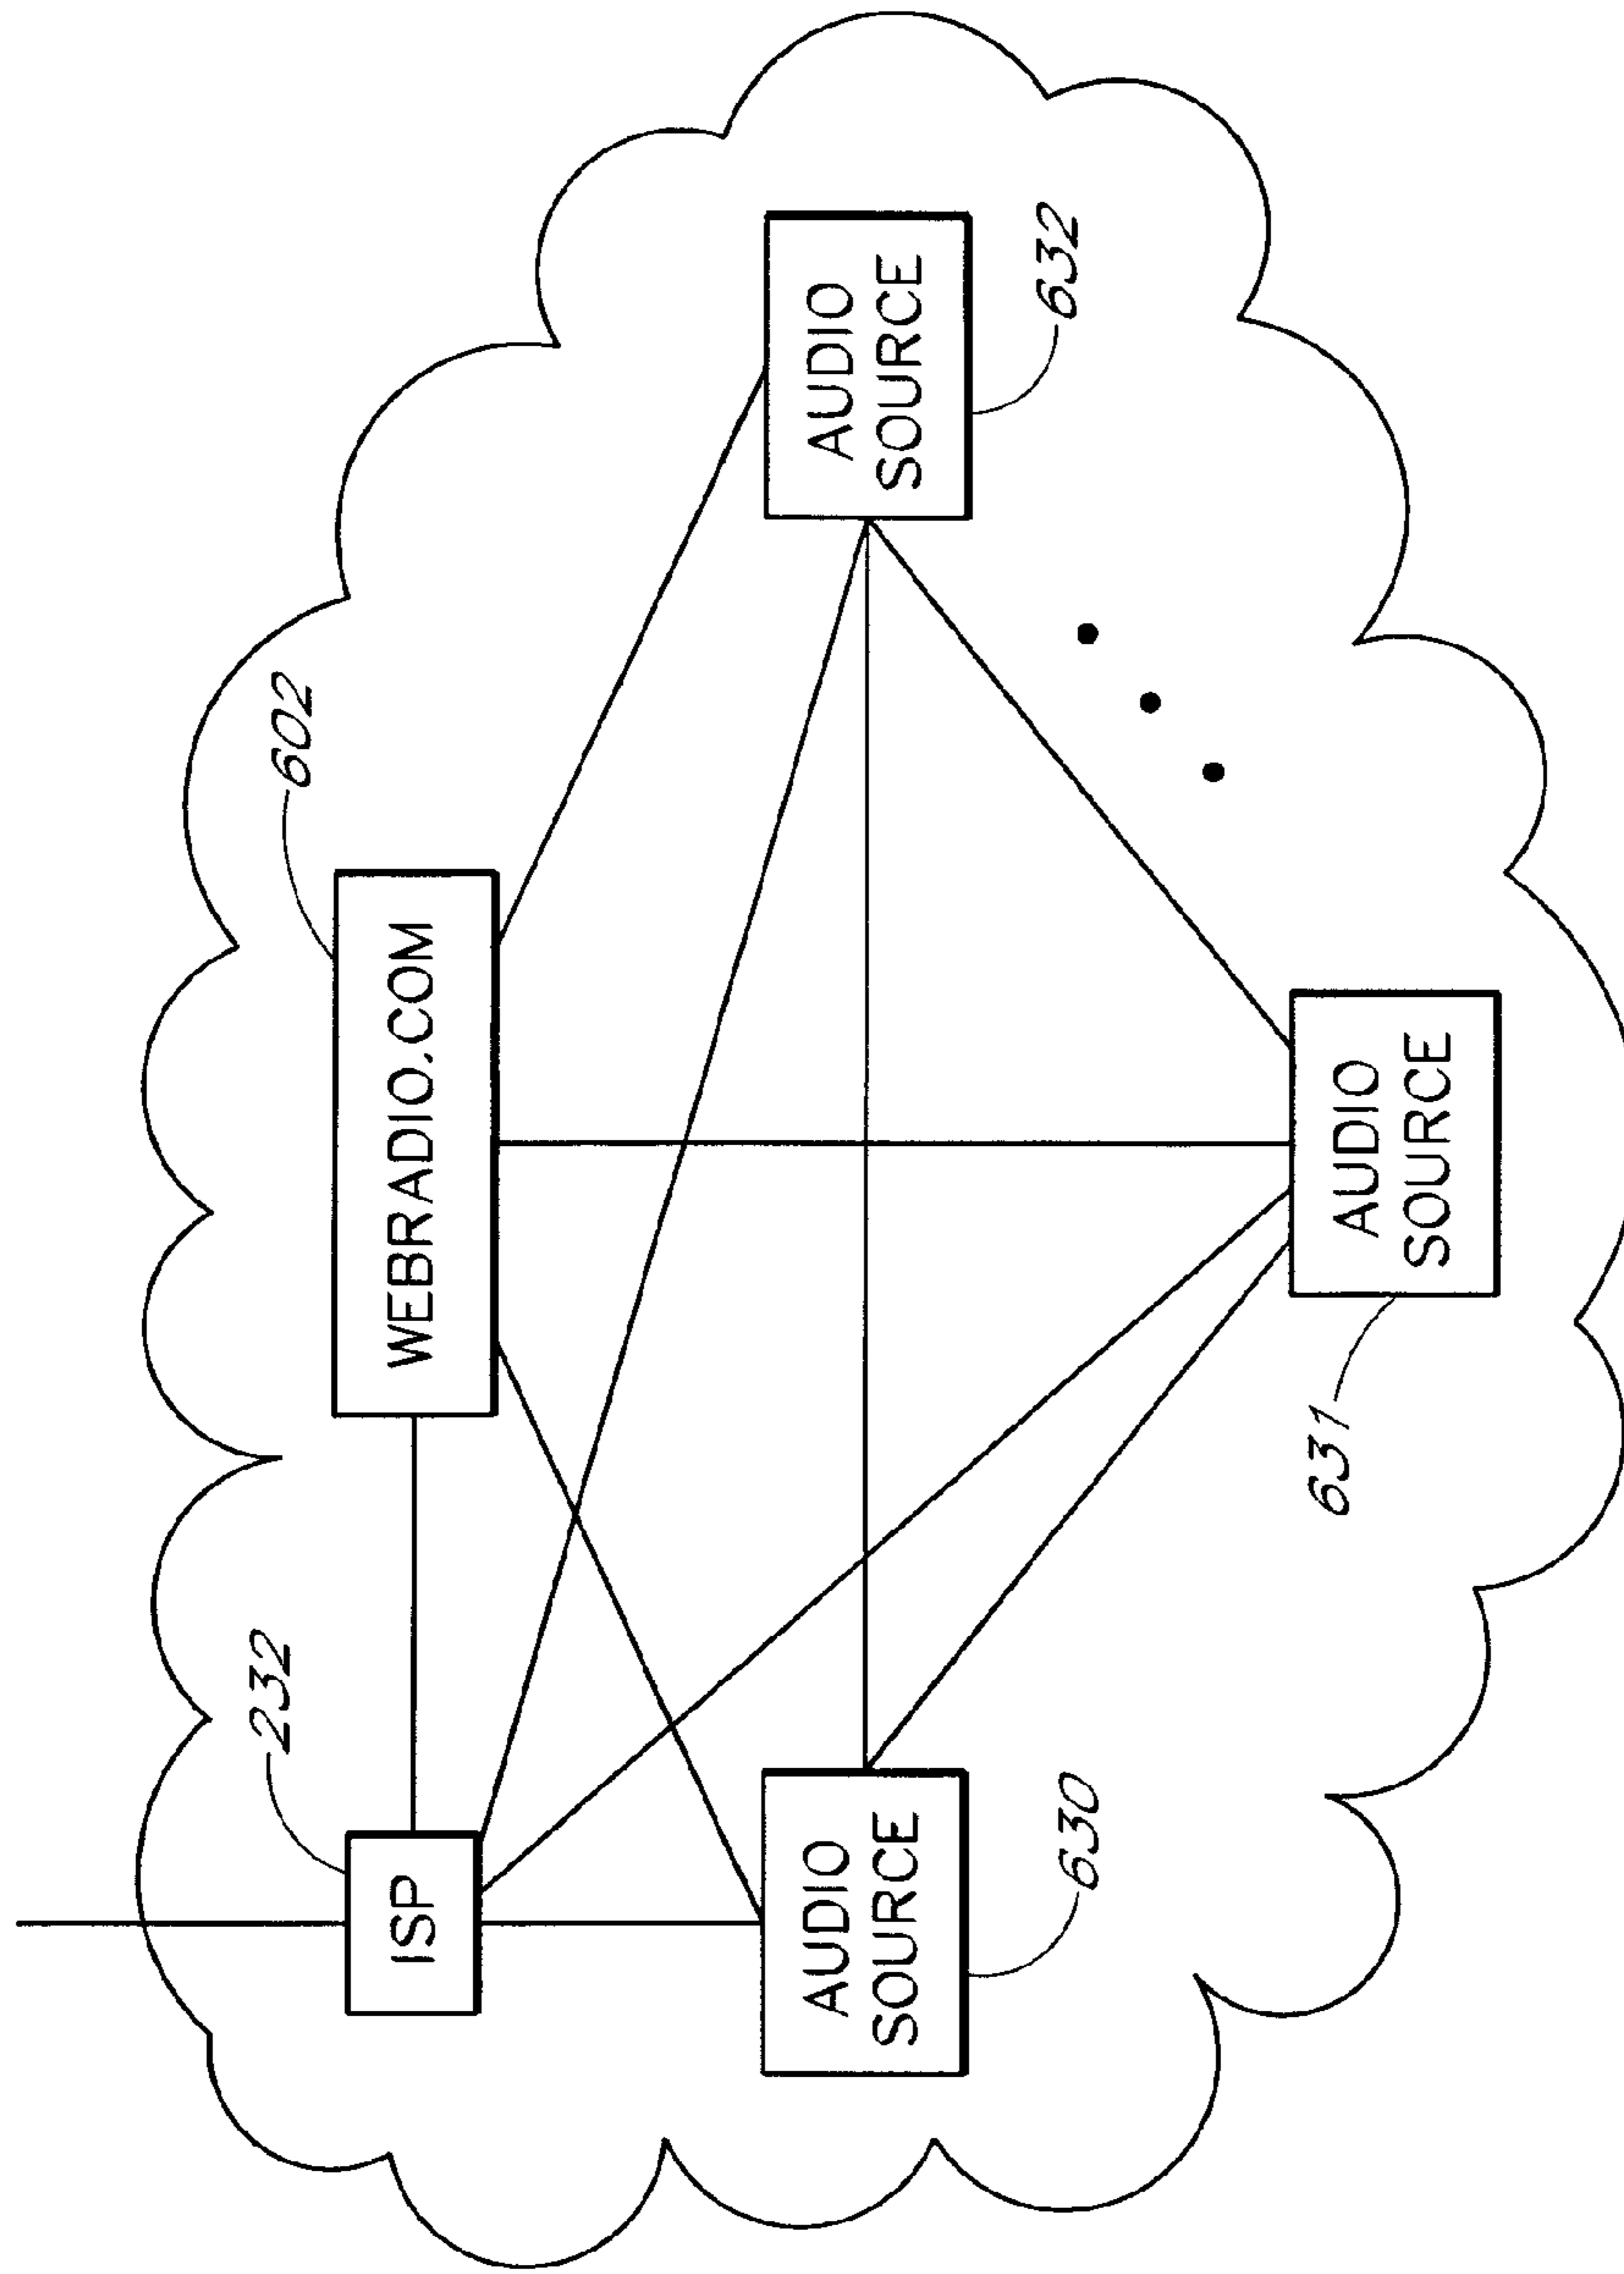 232
ISP
602
WEBRADIO.COM
AUDIO
SOURCE
630
AUDIO
SOURCE
632
AUDIO
SOURCE
631